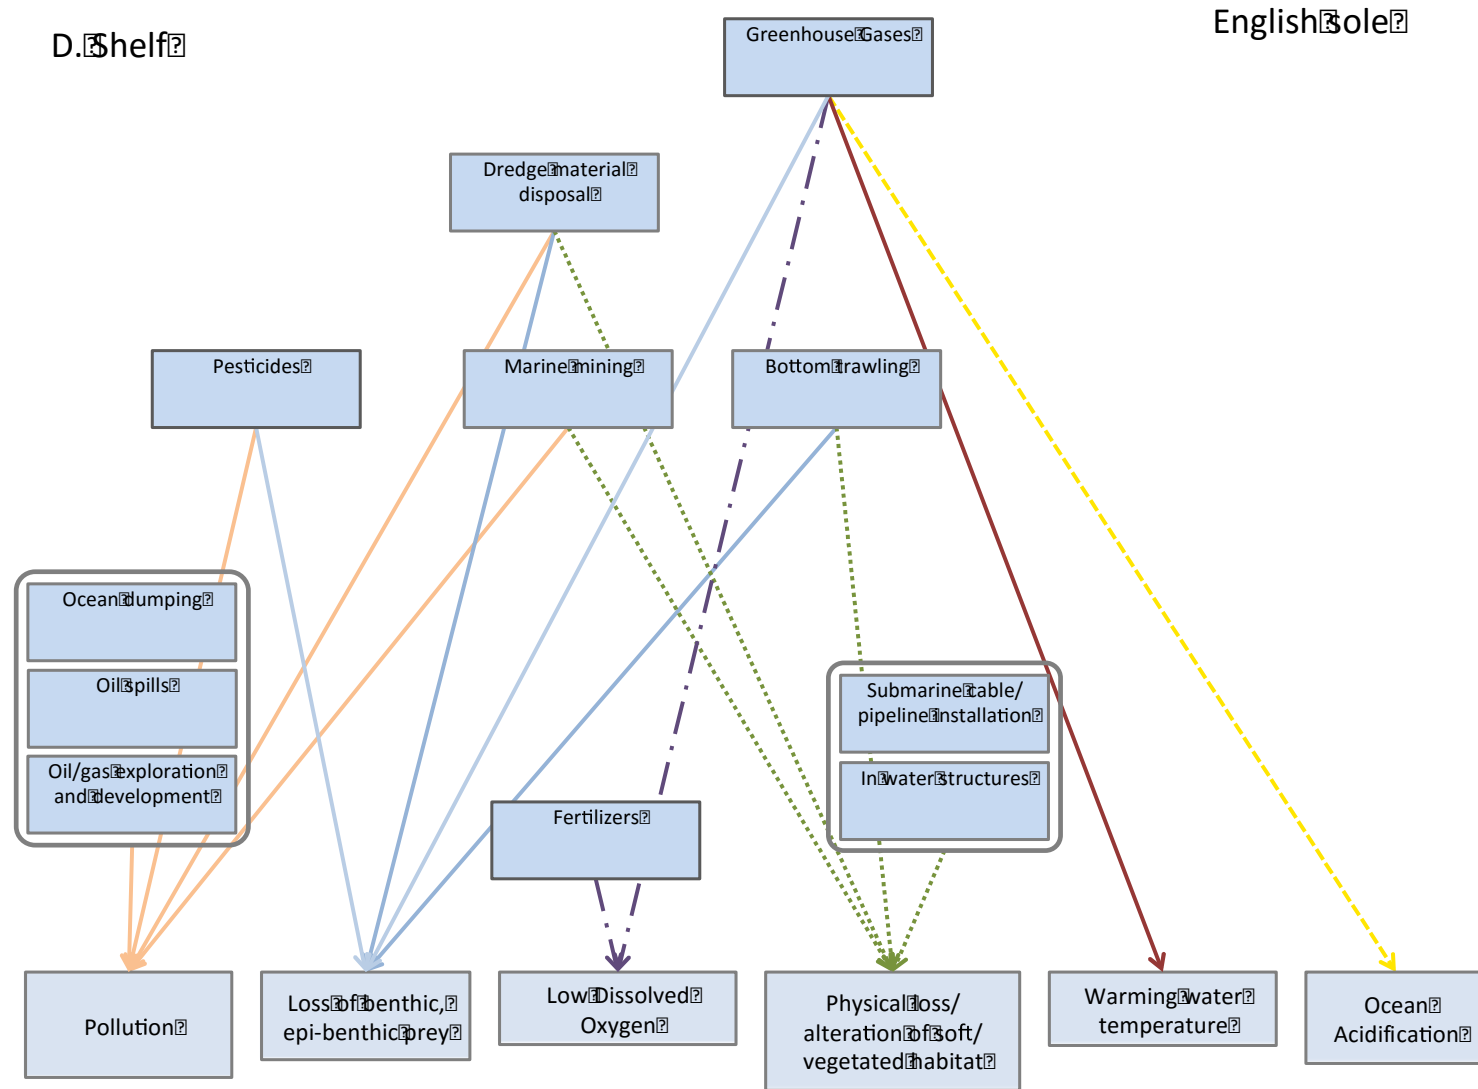 D. Shelf
English sole
Greenhouse Gases
Dredge material
disposal
Pesticides
Marine mining
Bottom trawling
Ocean dumping
Oil spills
Oil/gas exploration
and development
Submarine cable/
pipeline installation
In water structures
Fertilizers
Pollution
Loss of benthic,
epi-benthic prey
Low Dissolved
Oxygen
Physical loss/
alteration of soft/
vegetated habitat
Warming water
temperature
Ocean
Acidification